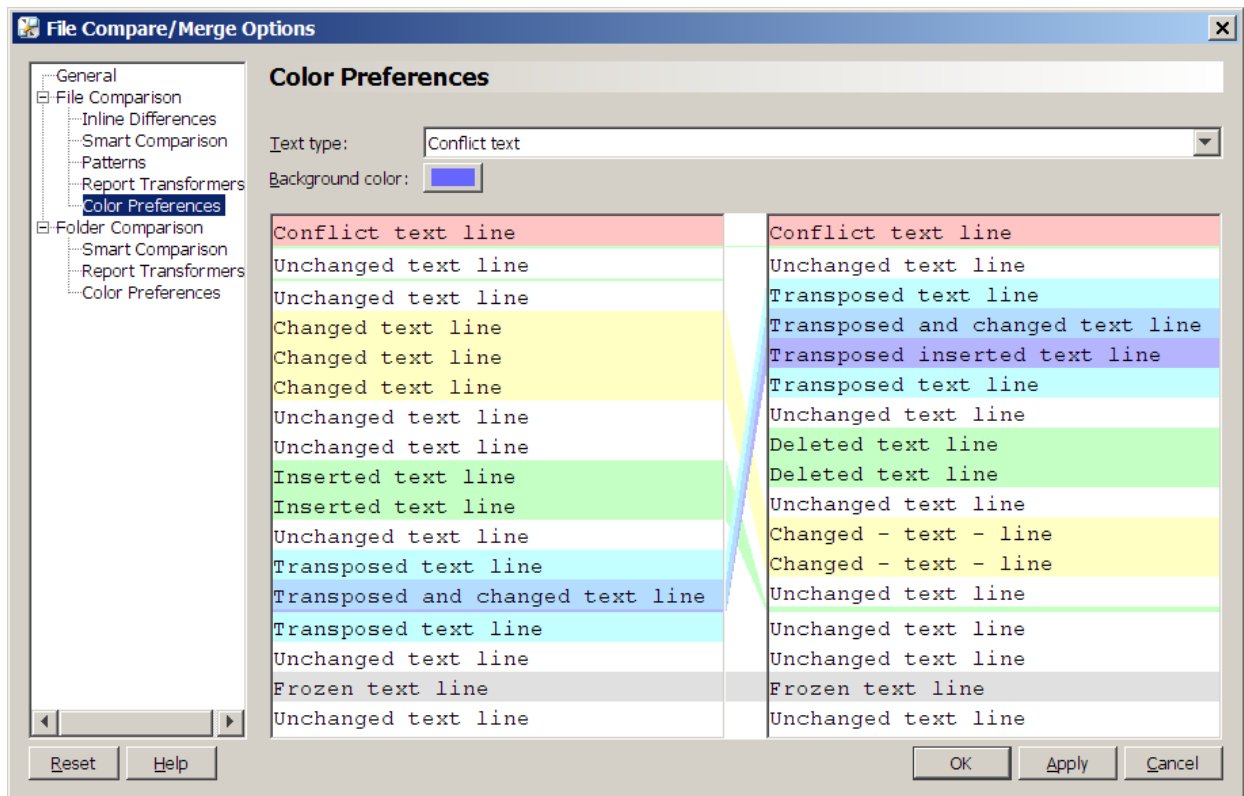 File Compare/Merge Options
General
File Comparison
Inline Differences
Smart Comparison
Patterns
Report Transformers
Color Preferences
Folder Comparison
Smart Comparison
Report Transformers
Color Preferences
Color Preferences
Text type: Conflict text
Background color:
Conflict text line
Unchanged text line
Unchanged text line
Changed text line
Changed text line
Changed text line
Unchanged text line
Unchanged text line
Inserted text line
Inserted text line
Unchanged text line
Transposed text line
Transposed and changed text line
Transposed text line
Unchanged text line
Frozen text line
Unchanged text line
Conflict text line
Unchanged text line
Transposed text line
Transposed and changed text line
Transposed inserted text line
Transposed text line
Unchanged text line
Deleted text line
Deleted text line
Unchanged text line
Changed - text - line
Changed - text - line
Unchanged text line
Unchanged text line
Unchanged text line
Frozen text line
Unchanged text line
Reset Help OK Apply Cancel